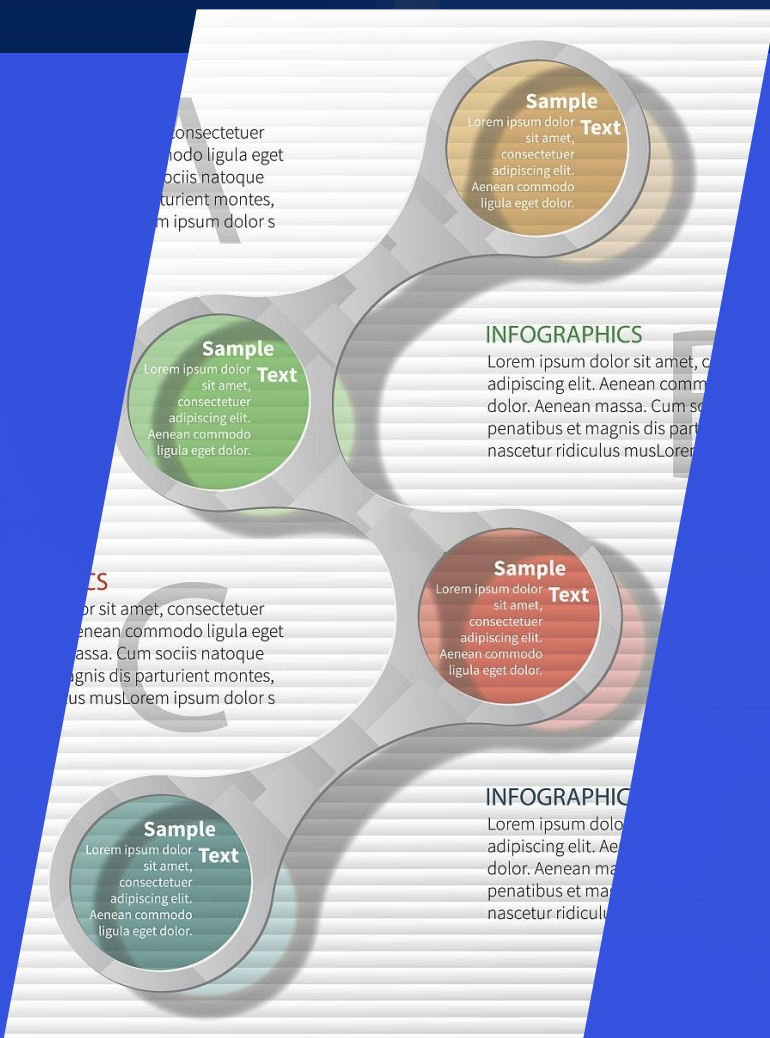 Sample
Text
Lorem ipsum dolor
sit amet,
consectetuer
adipiscing elit.
Aenean commodo
ligula eget dolor.
A
consectetuer
ligula eget
natoque
montes,
ipsum dolor s
Sample
Text
Lorem ipsum dolor
sit amet,
consectetuer
adipiscing elit.
Aenean commodo
ligula eget dolor.
INFOGRAPHICS
Lorem ipsum dolor sit amet, c
adipiscing elit. Aenean comm
dolor. Aenean massa. Cum so
penatibus et magnis dis part
nascetur ridiculus musLorem
Sample
Text
Lorem ipsum dolor
sit amet,
consectetuer
adipiscing elit.
Aenean commodo
ligula eget dolor.
CS
or sit amet, consectetuer
enean commodo ligula eget
assa. Cum sociis natoque
agnis dis parturient montes,
us musLorem ipsum dolor s
C
Sample
Text
Lorem ipsum dolor
sit amet,
consectetuer
adipiscing elit.
Aenean commodo
ligula eget dolor.
INFOGRAPHIC
Lorem ipsum dolo
adipiscing elit. Ae
dolor. Aenean ma
penatibus et mag
nascetur ridiculu